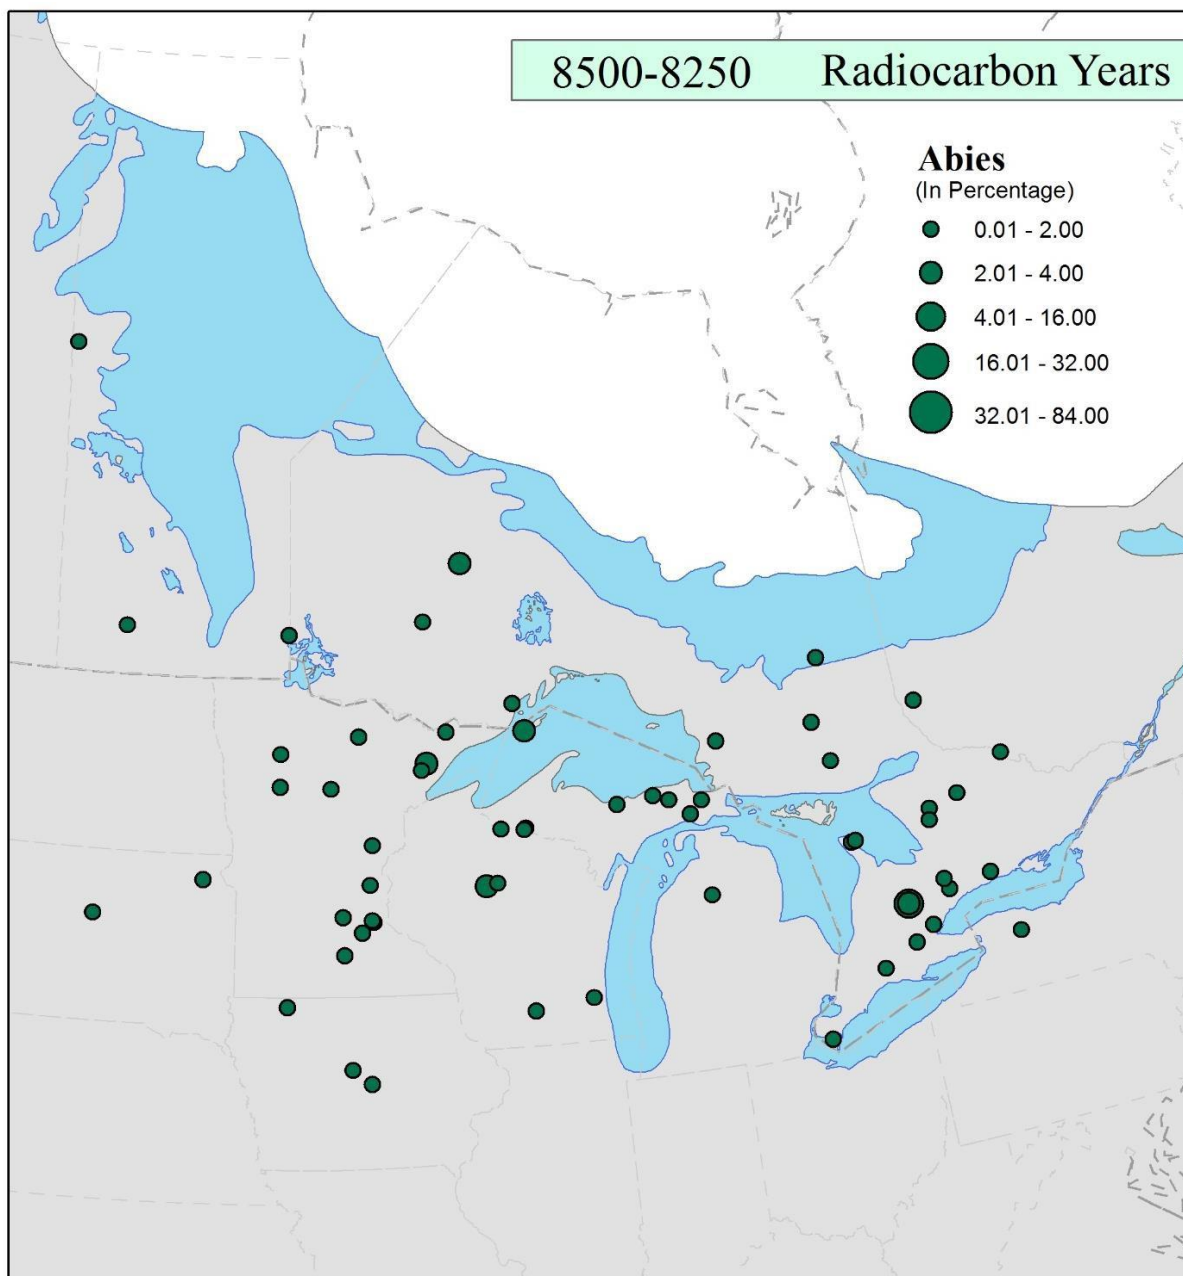 8500-8250 Radiocarbon Years
Abies
(In Percentage)
0.01 - 2.00
2.01 - 4.00
4.01 - 16.00
16.01 - 32.00
32.01 - 84.00